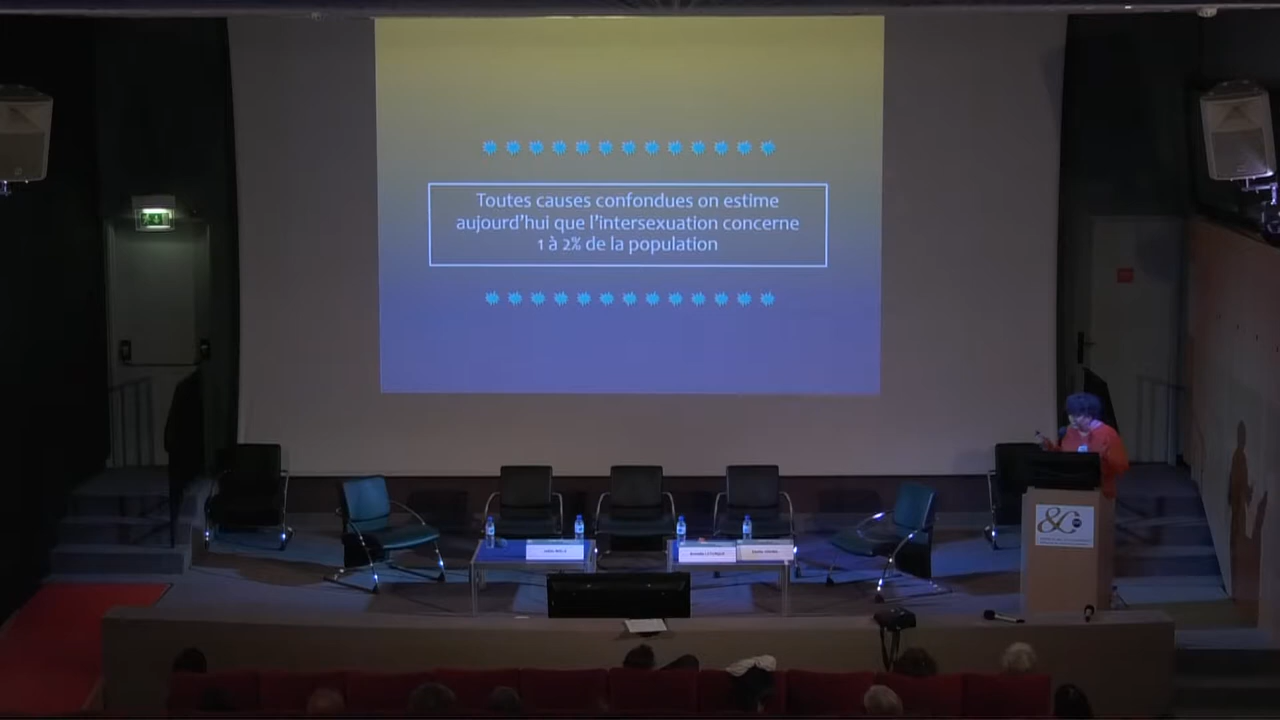 Toutes causes confondues on estime
aujourd'hui que l'intersexuation concerne
1 à 2% de la population
&C